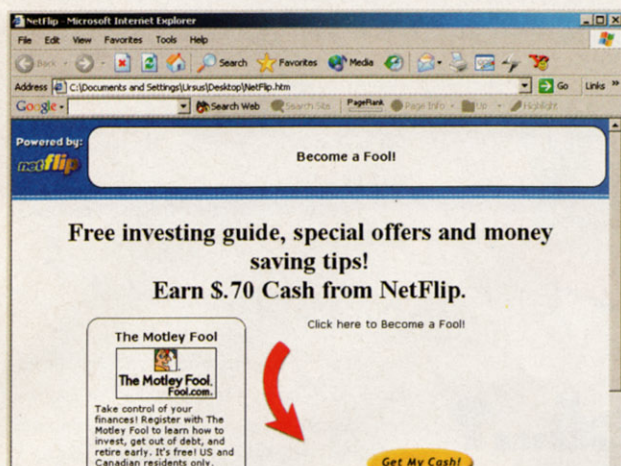 NetFlip - Microsoft Internet Explorer
File Edit View Favorites Tools Help
Back Search Favorites Media
Address C:\Documents and Settings\Ursus\Desktop\NetFlip.htm Go Links »
Google Search Web Search Site PageRank Page Info Up Highlight
Powered by:
netflip
Become a Fool!
Free investing guide, special offers and money
saving tips!
Earn $.70 Cash from NetFlip.
Click here to Become a Fool!
The Motley Fool
The Motley Fool.
Fool.com.
Take control of your
finances! Register with The
Motley Fool to learn how to
invest, get out of debt, and
retire early. It's free! US and
Canadian residents only.
Get My Cash!